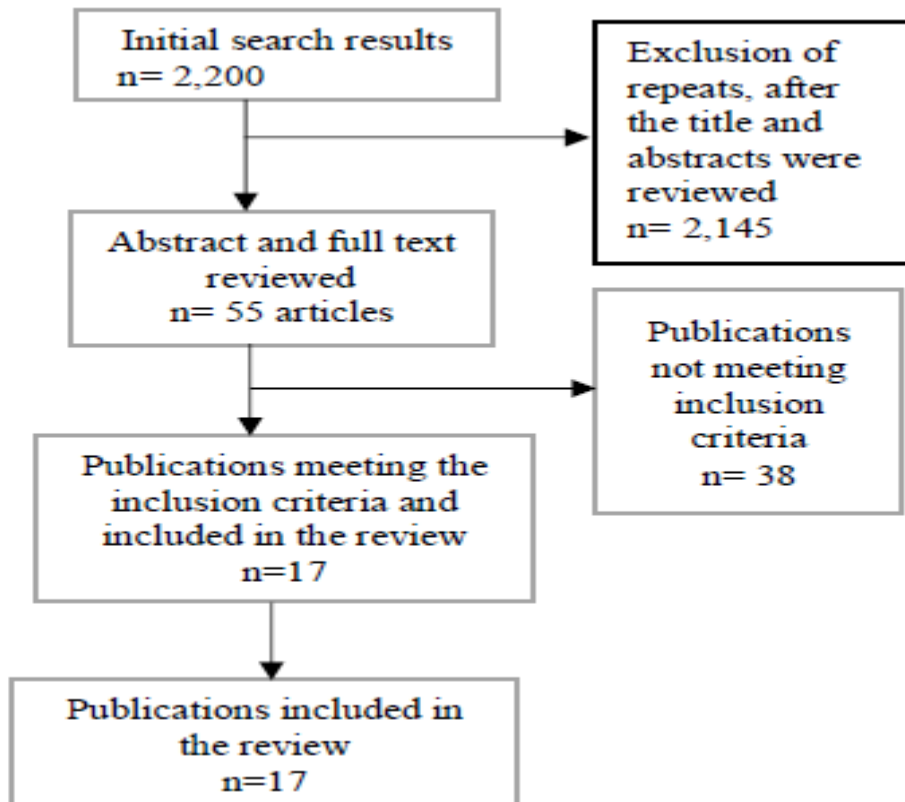 Initial search results
n= 2,200
Exclusion of
repeats, after
the title and
abstracts were
reviewed
n= 2,145
Abstract and full text
reviewed
n= 55 articles
Publications
not meeting
inclusion
criteria
n= 38
Publications meeting the
inclusion criteria and
included in the review
n=17
Publications included in
the review
n=17